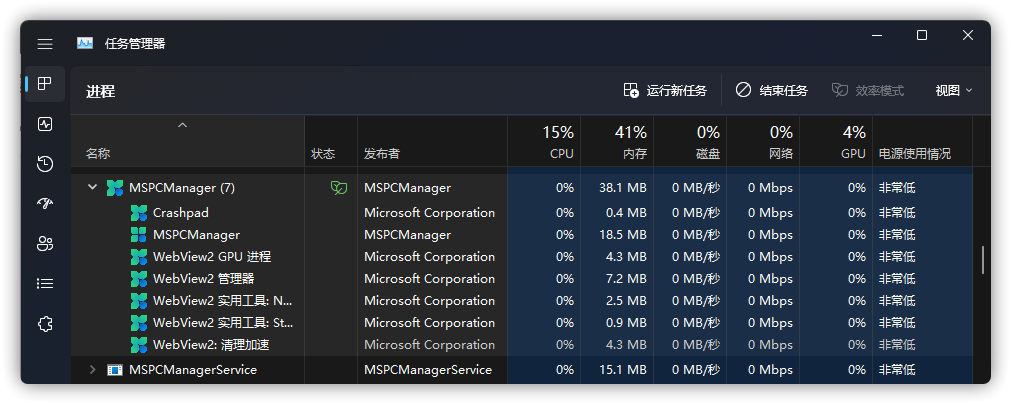 任务管理器
进程 运行新任务 结束任务 效率模式 视图
15% 41% 0% 0% 4%
名称 状态 发布者 CPU 内存 磁盘 网络 GPU 电源使用情况
MSPCManager (7) MSPCManager 0% 38.1 MB 0 MB/秒 0 Mbps 0% 非常低
Crashpad Microsoft Corporation 0% 0.4 MB 0 MB/秒 0 Mbps 0% 非常低
MSPCManager MSPCManager 0% 18.5 MB 0 MB/秒 0 Mbps 0% 非常低
WebView2 GPU 进程 Microsoft Corporation 0% 4.3 MB 0 MB/秒 0 Mbps 0% 非常低
WebView2 管理器 Microsoft Corporation 0% 7.2 MB 0 MB/秒 0 Mbps 0% 非常低
WebView2 实用工具: N... Microsoft Corporation 0% 2.5 MB 0 MB/秒 0 Mbps 0% 非常低
WebView2 实用工具: St... Microsoft Corporation 0% 0.9 MB 0 MB/秒 0 Mbps 0% 非常低
WebView2: 清理加速 Microsoft Corporation 0% 4.3 MB 0 MB/秒 0 Mbps 0% 非常低
MSPCManagerService MSPCManagerService 0% 15.1 MB 0 MB/秒 0 Mbps 0% 非常低